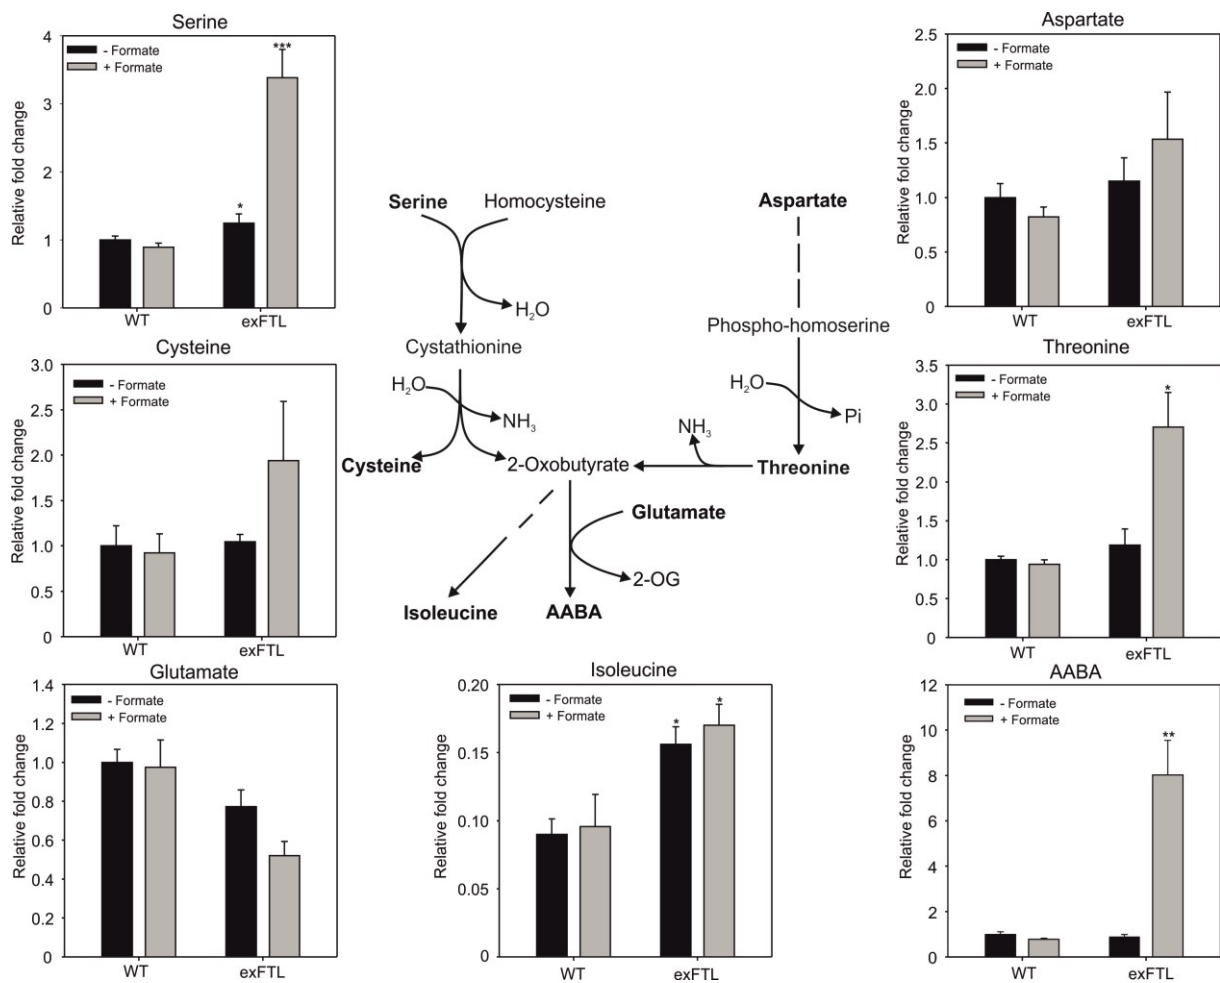 Serine
4
3
2
1
0
Relative fold change
- Formate
+ Formate
*
***
WT
exFTL
Aspartate
2.5
2.0
1.5
1.0
0.5
0
Relative fold change
- Formate
+ Formate
WT
exFTL
Serine
Homocysteine
H₂O
Cystathionine
H₂O
NH₃
Cysteine
2-Oxobutyrate
Aspartate
Phospho-homoserine
H₂O
Pi
NH₃
Threonine
Glutamate
2-OG
Isoleucine
AABA
Cysteine
3.0
2.5
2.0
1.5
1.0
0.5
0
Relative fold change
- Formate
+ Formate
WT
exFTL
Threonine
3.5
3.0
2.5
2.0
1.5
1.0
0.5
0
Relative fold change
- Formate
+ Formate
*
WT
exFTL
Glutamate
1.4
1.2
1.0
0.8
0.6
0.4
0.2
0
Relative fold change
- Formate
+ Formate
WT
exFTL
Isoleucine
0.20
0.15
0.10
0.05
0
Relative fold change
- Formate
+ Formate
*
*
WT
exFTL
AABA
12
10
8
6
4
2
0
Relative fold change
- Formate
+ Formate
**
WT
exFTL